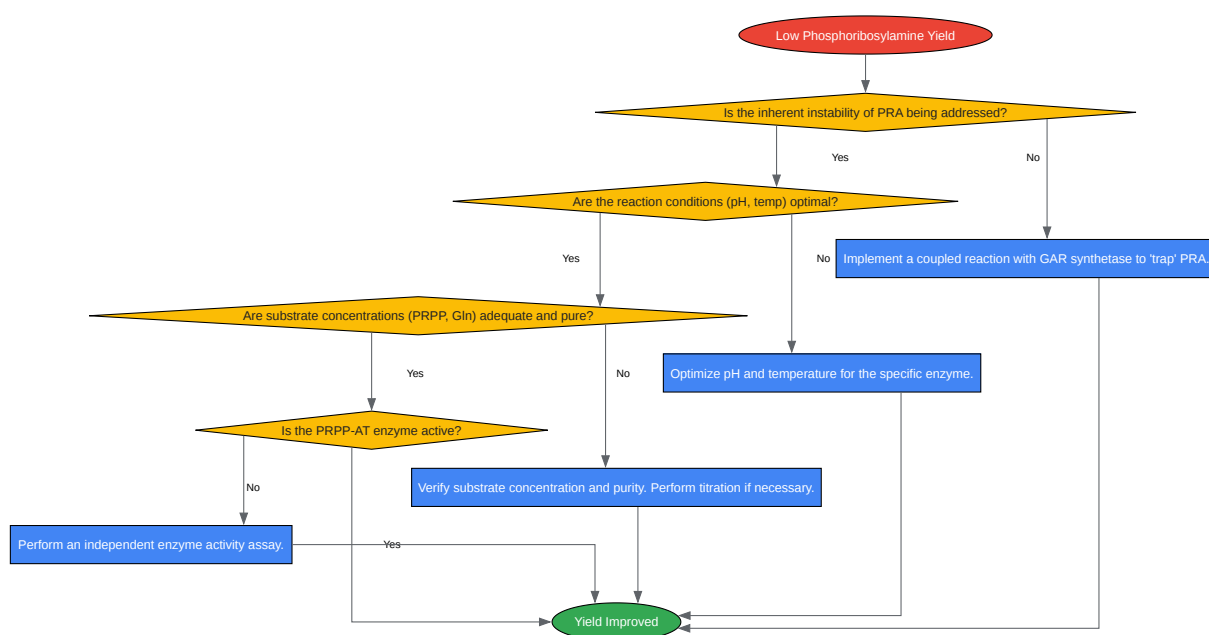 Low Phosphoribosylamine Yield
Is the inherent instability of PRA being addressed?
Yes
No
Are the reaction conditions (pH, temp) optimal?
Yes
No
Implement a coupled reaction with GAR synthetase to 'trap' PRA.
Are substrate concentrations (PRPP, Gln) adequate and pure?
Yes
No
Optimize pH and temperature for the specific enzyme.
Is the PRPP-AT enzyme active?
No
Verify substrate concentration and purity. Perform titration if necessary.
Perform an independent enzyme activity assay.
Yes
Yield Improved